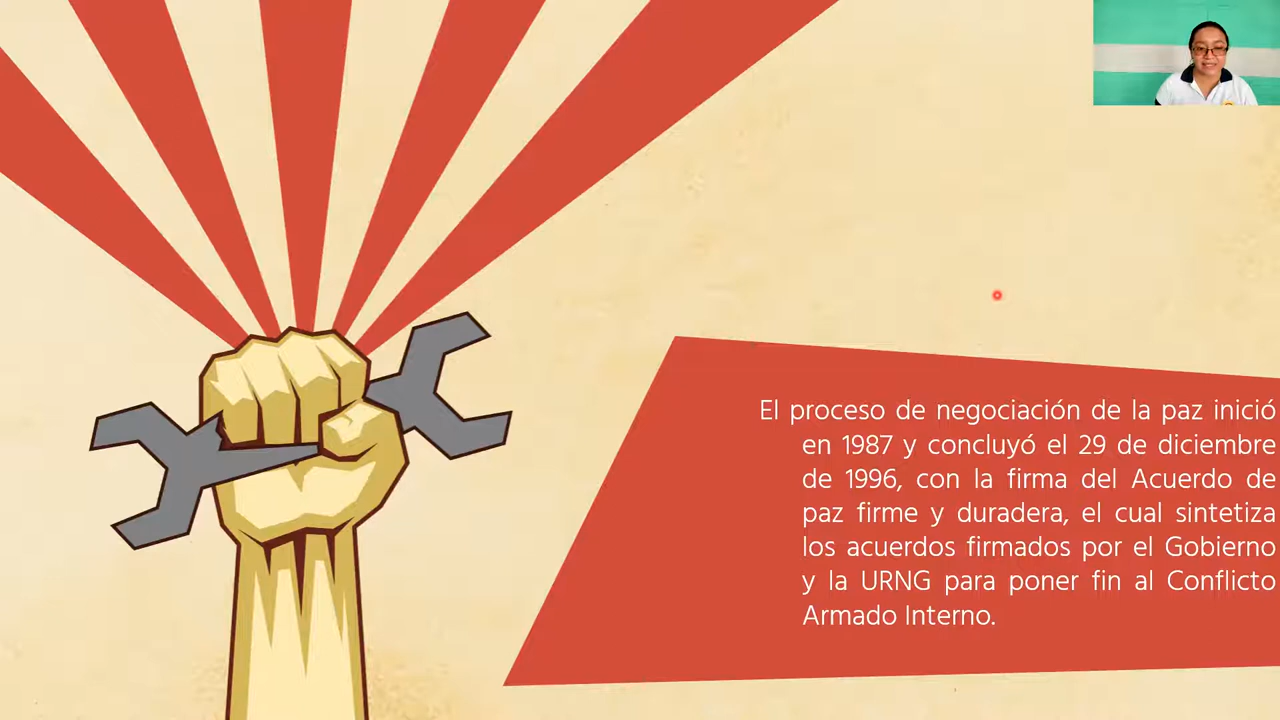 El proceso de negociación de la paz inició
en 1987 y concluyó el 29 de diciembre
de 1996, con la firma del Acuerdo de
paz firme y duradera, el cual sintetiza
los acuerdos firmados por el Gobierno
y la URNG para poner fin al Conflicto
Armado Interno.